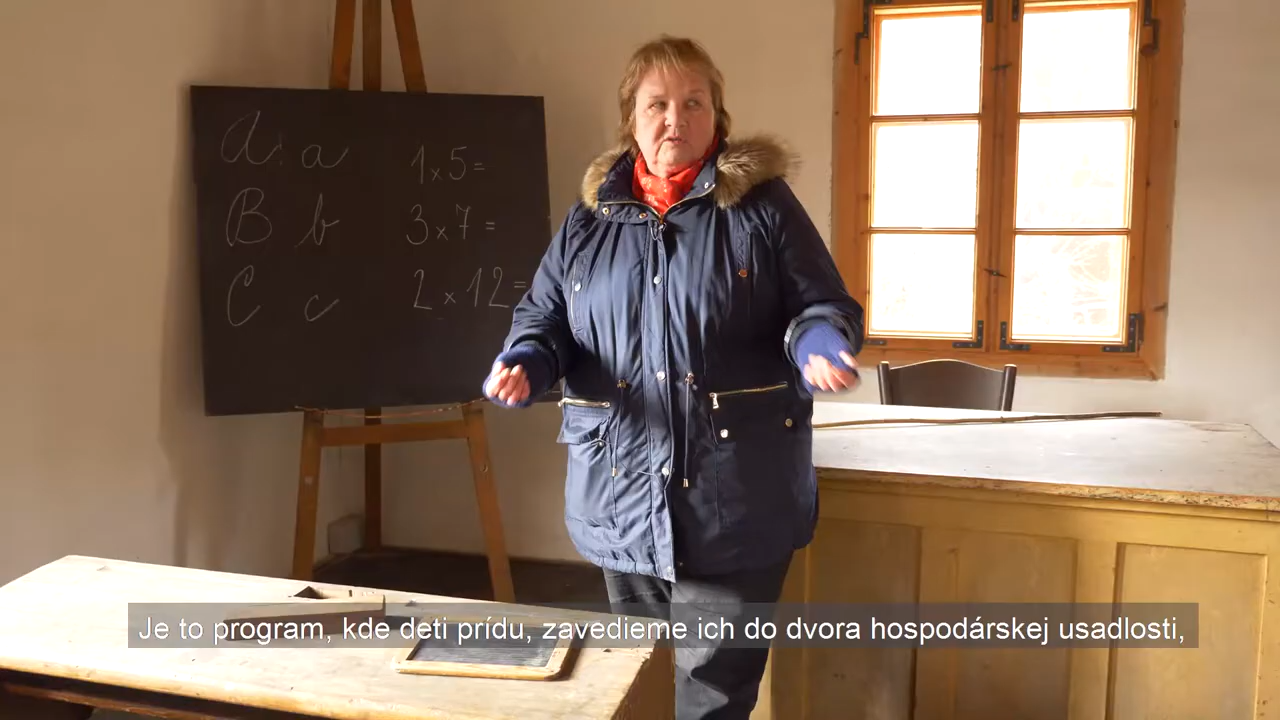 A a
B b
C c
1 x 5 =
3 x 7 =
2 x 12 =
Je to program, kde deti prídu, zavedieme ich do dvora hospodárskej usadlosti,